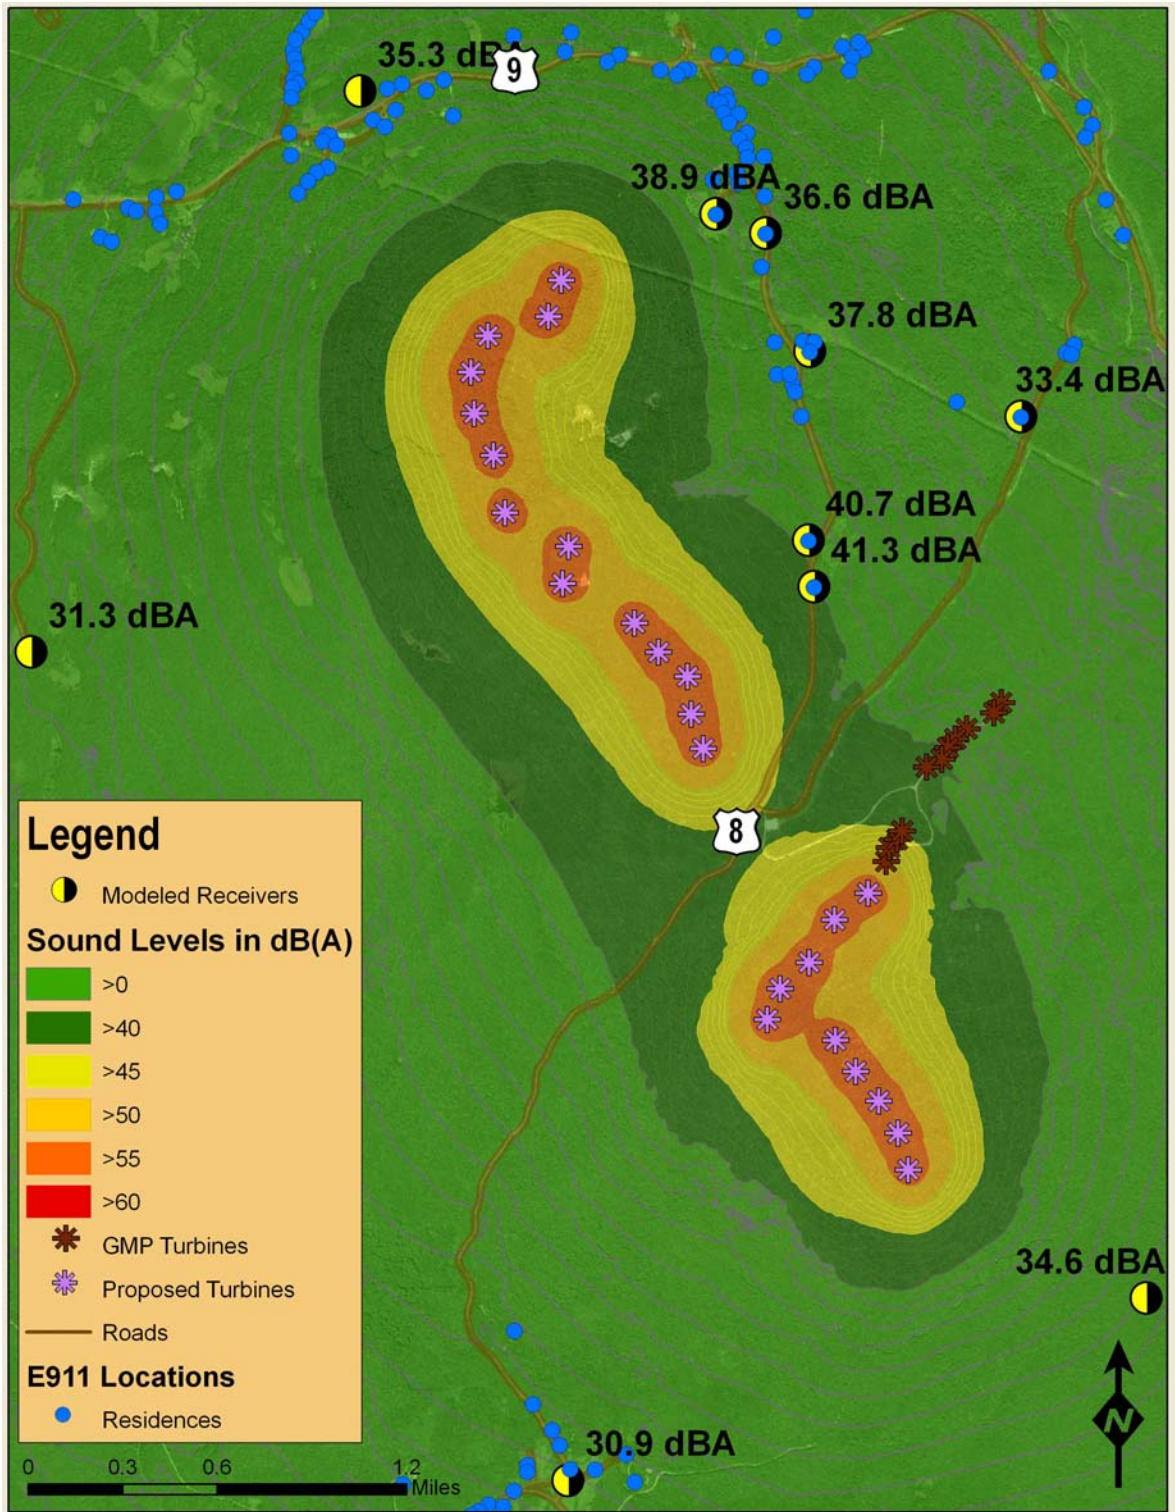 35.3 dBA
9
38.9 dBA
36.6 dBA
37.8 dBA
33.4 dBA
40.7 dBA
41.3 dBA
31.3 dBA
8
Legend
Modeled Receivers
Sound Levels in dB(A)
>0
>40
>45
>50
>55
>60
GMP Turbines
Proposed Turbines
Roads
E911 Locations
Residences
34.6 dBA
N
30.9 dBA
0 0.3 0.6 1.2
Miles